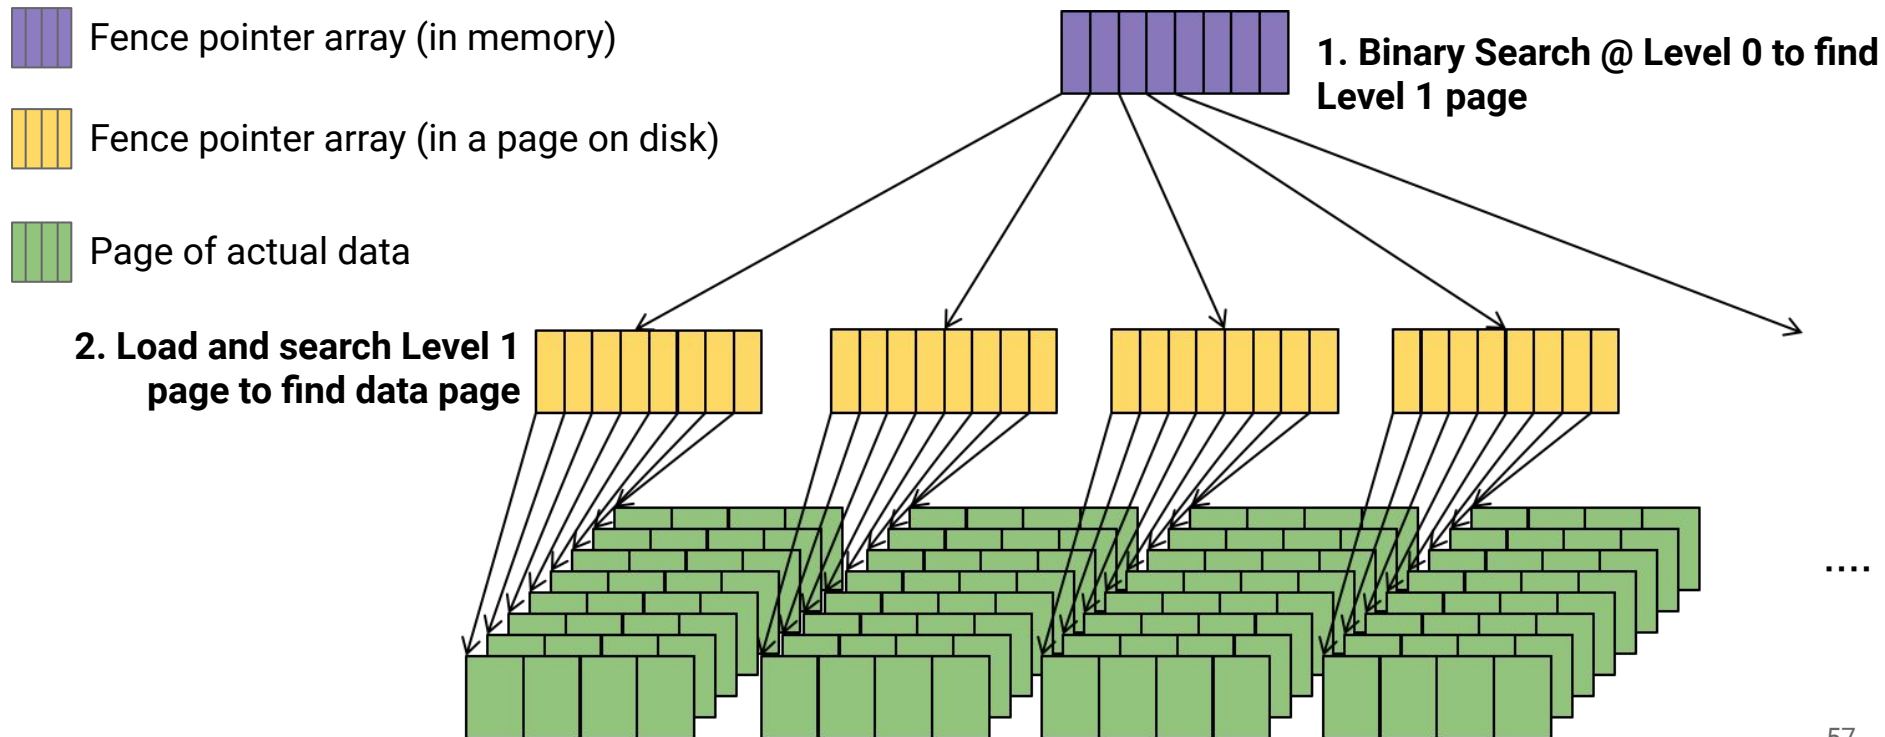 Fence pointer array (in memory)
1. Binary Search @ Level 0 to find
Level 1 page
Fence pointer array (in a page on disk)
Page of actual data
2. Load and search Level 1
page to find data page
....
57